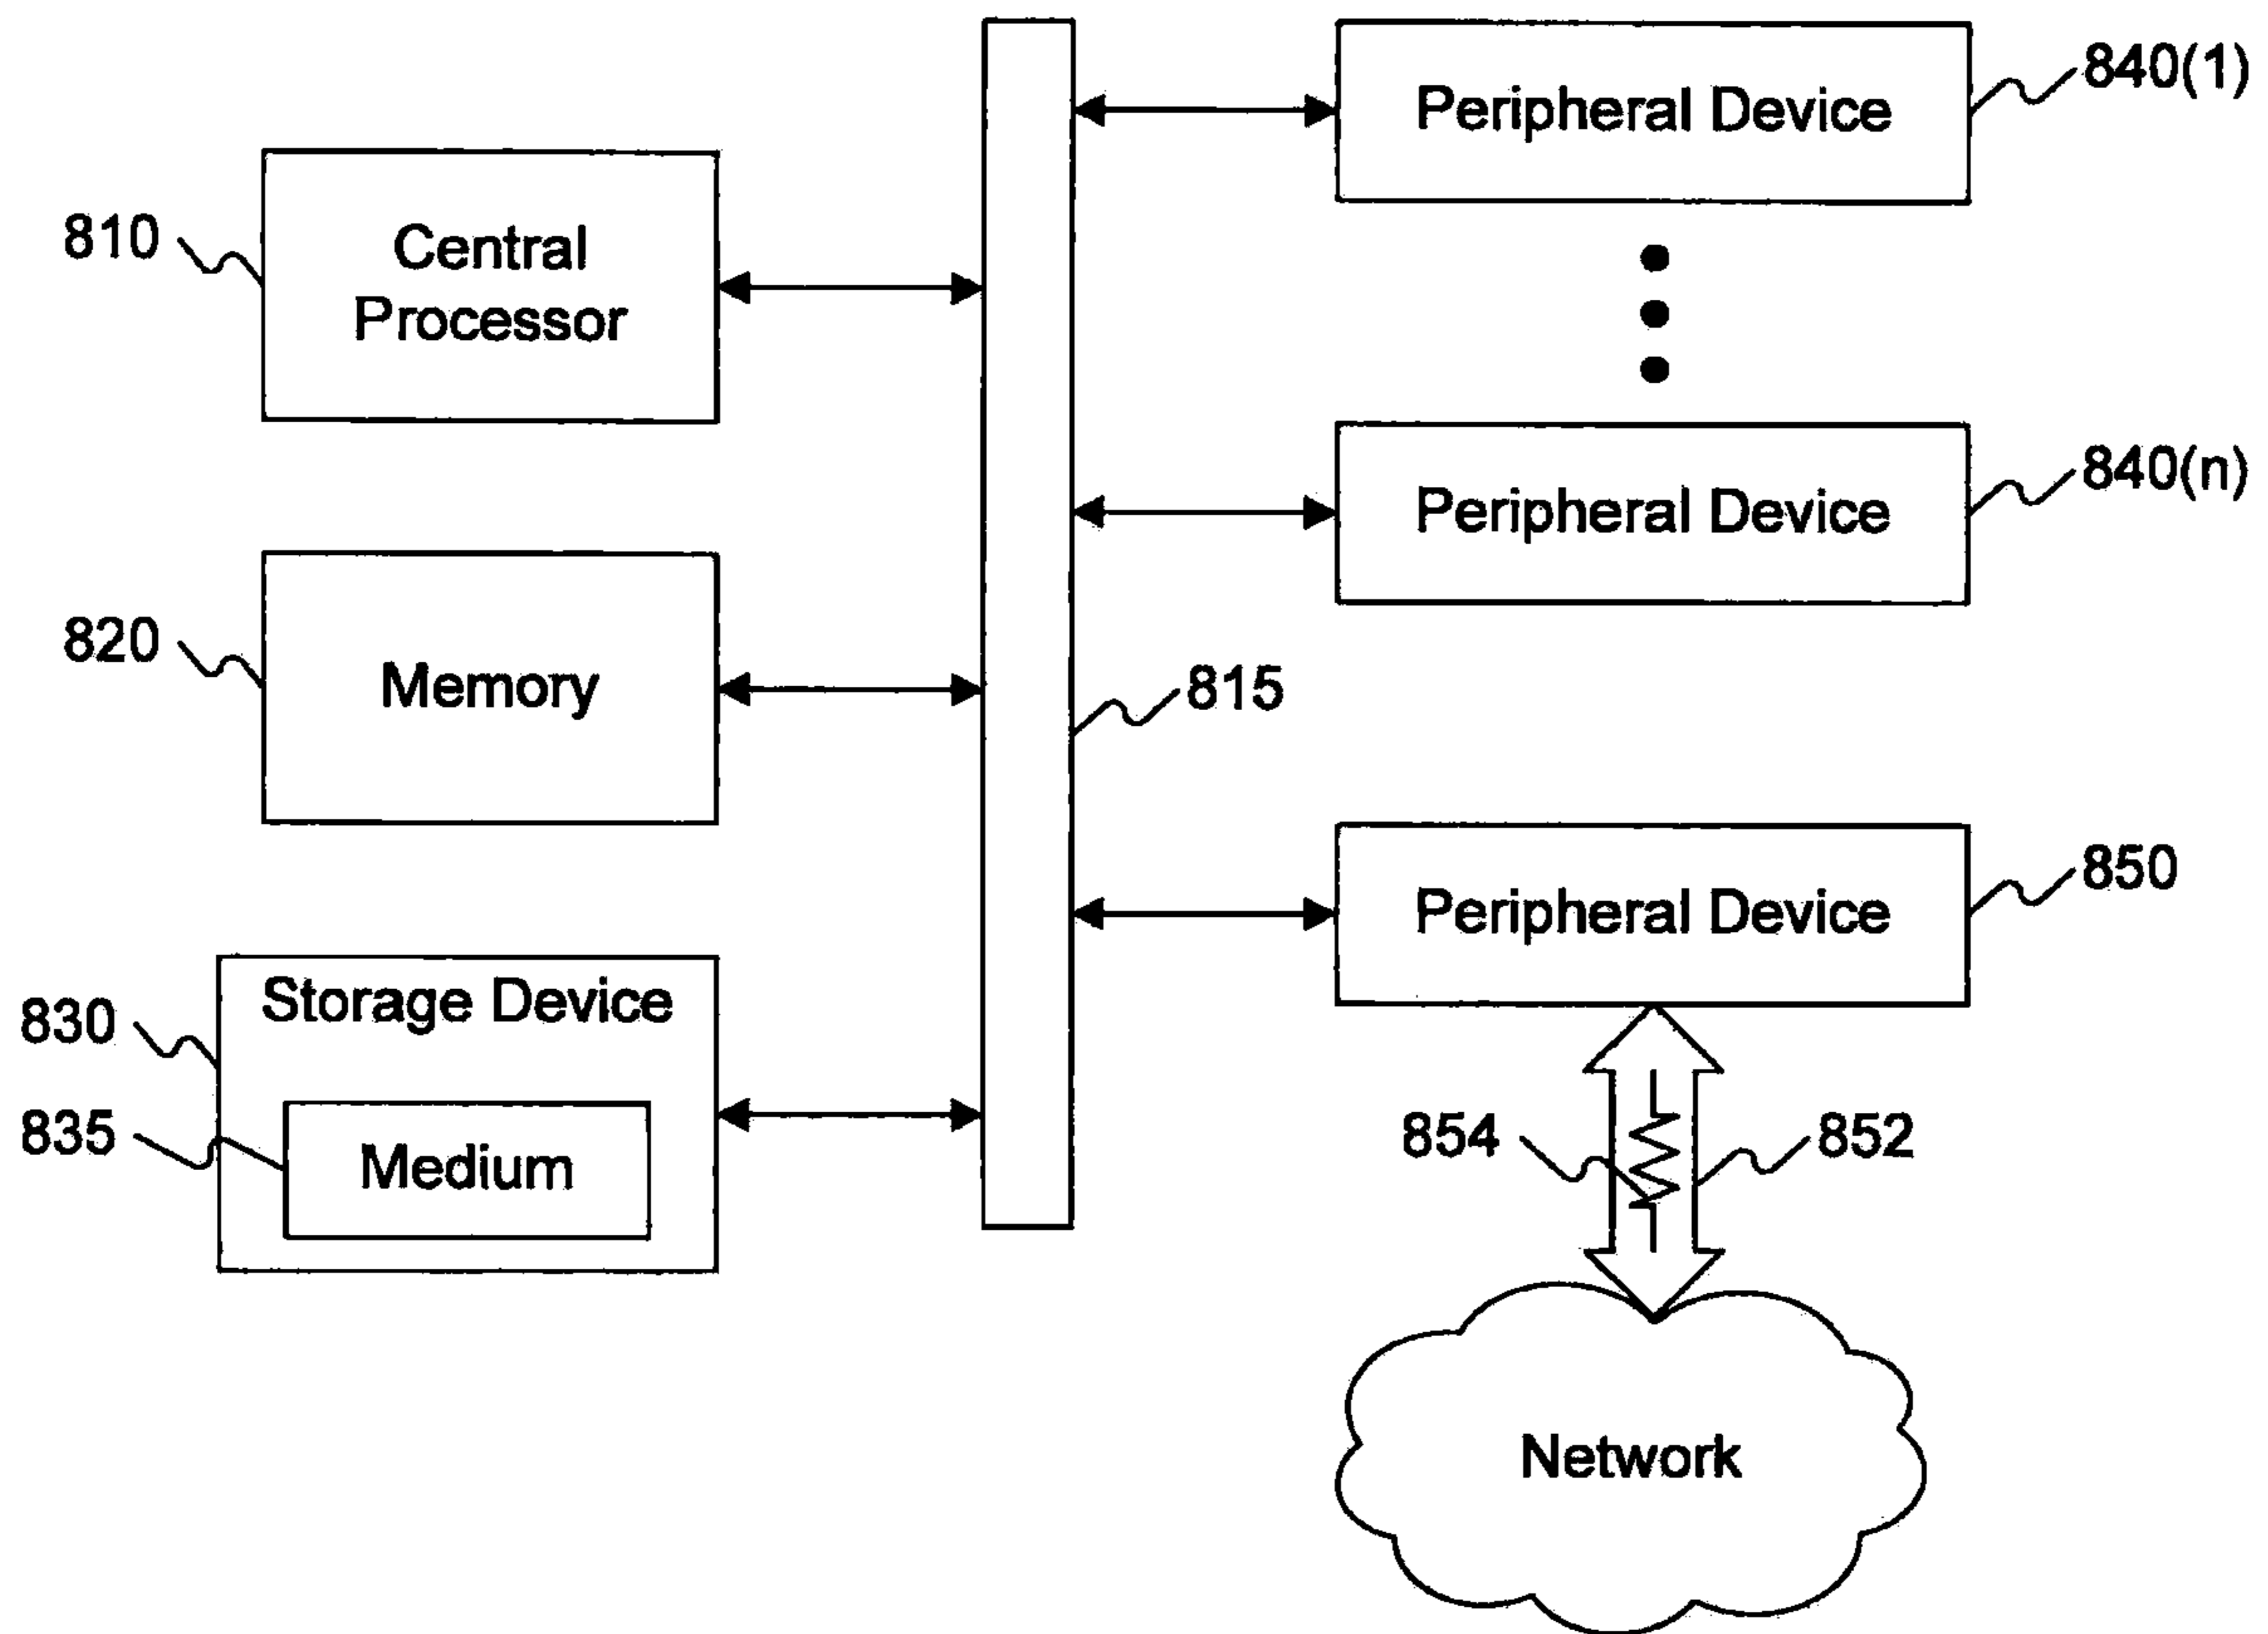 840(1)
Peripheral Device
810
Central
Processor
840(n)
Peripheral Device
820
Memory
815
850
Peripheral Device
830
Storage Device
835
Medium
854
852
Network